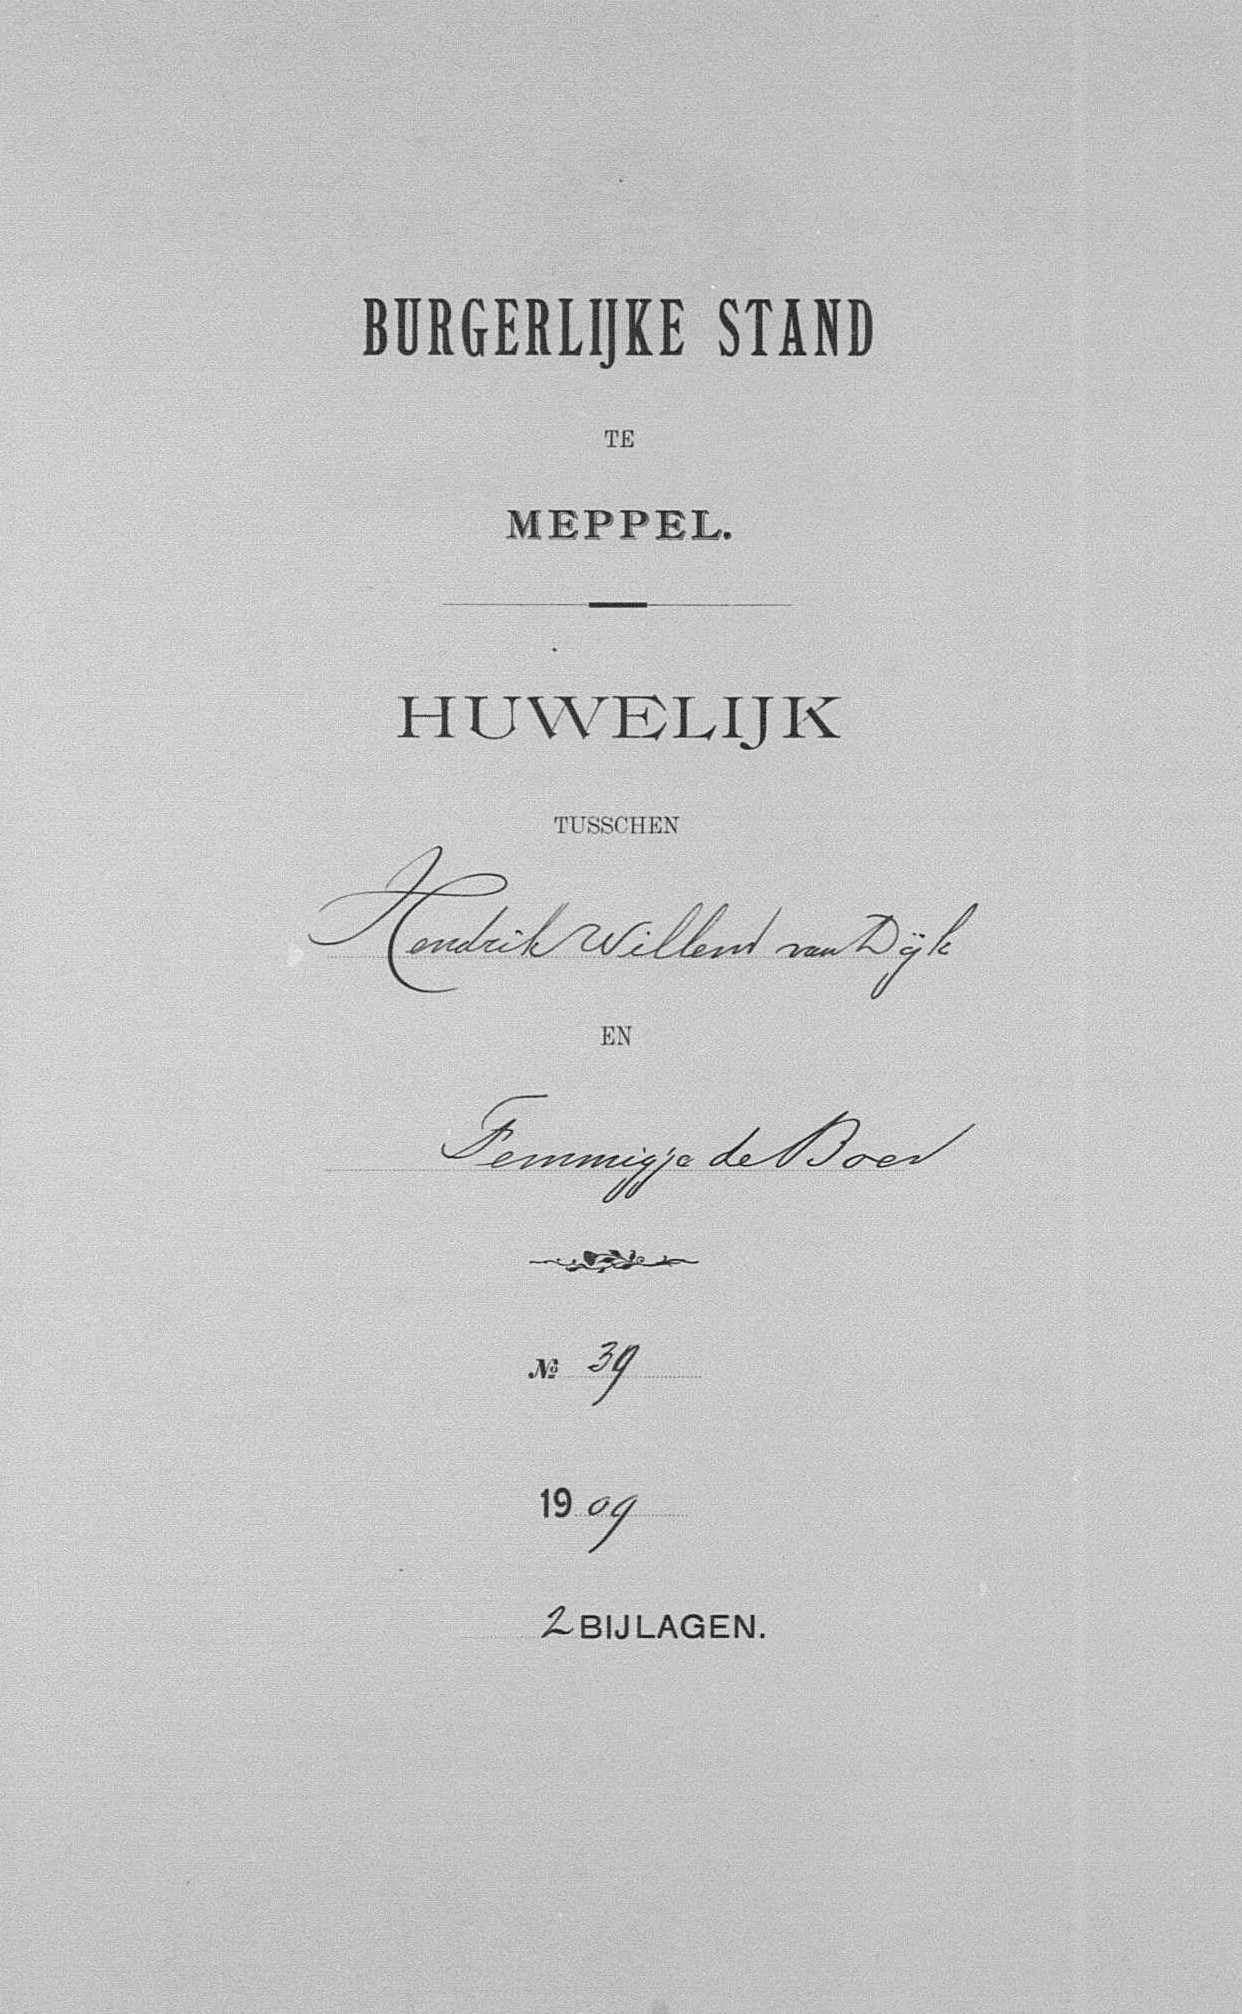 BURGERLIJKE STAND
TE
MEPPEL.
HUWELIJK
TUSSCHEN
Hendrik Willem van Dijk
EN
Femmigje de Boer
№ 39
1909
2 BIJLAGEN.